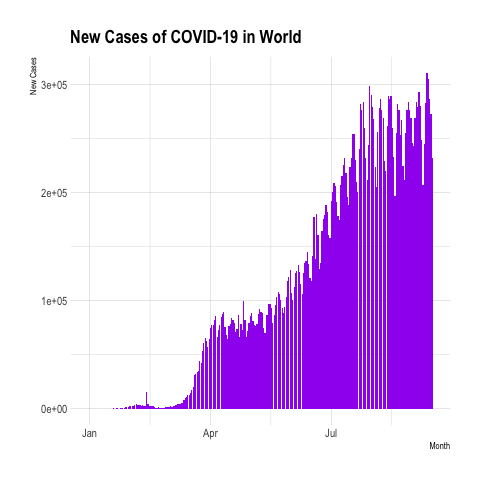 New Cases of COVID-19 in World
New Cases
3e+05
2e+05
1e+05
0e+00
Jan Apr Jul
Month